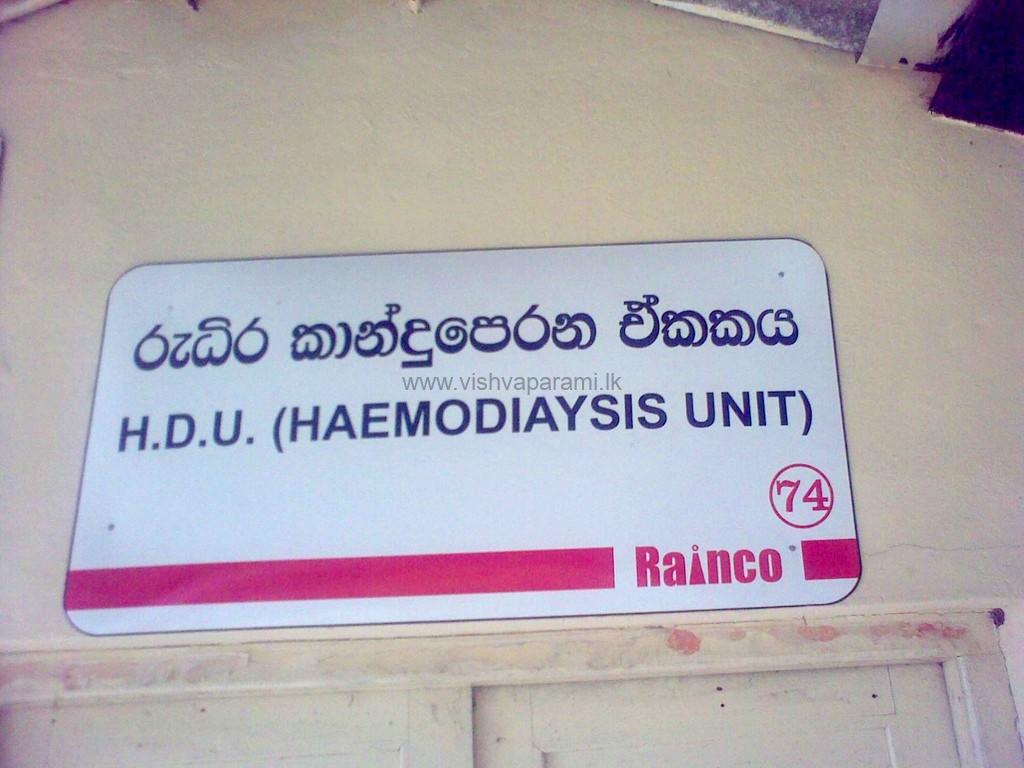 රුධිර කාන්දුපෙරන ඒකකය
www.vishvaparami.lk
H.D.U. (HAEMODIAYSIS UNIT)
74
Rainco